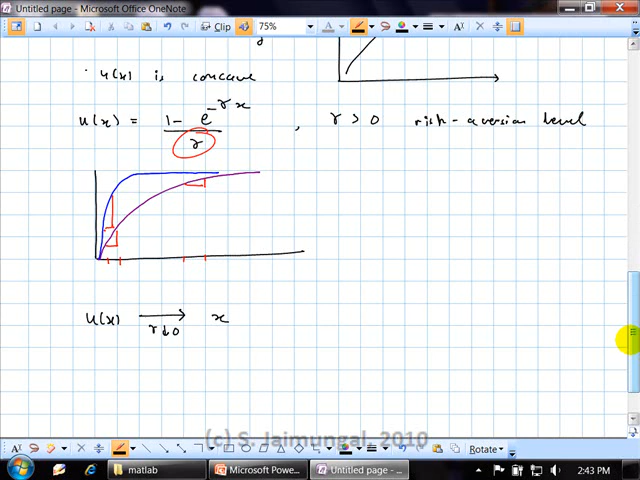 Untitled page - Microsoft OneNote
Clip
75%
u(x) is concave
u(x) = 1 - e^-γx / γ , γ > 0 risk-aversion level
u(x) → x
γ↓0
(c) S. Jaimungal, 2010
Rotate
matlab
Microsoft Powe...
Untitled page - ...
2:43 PM